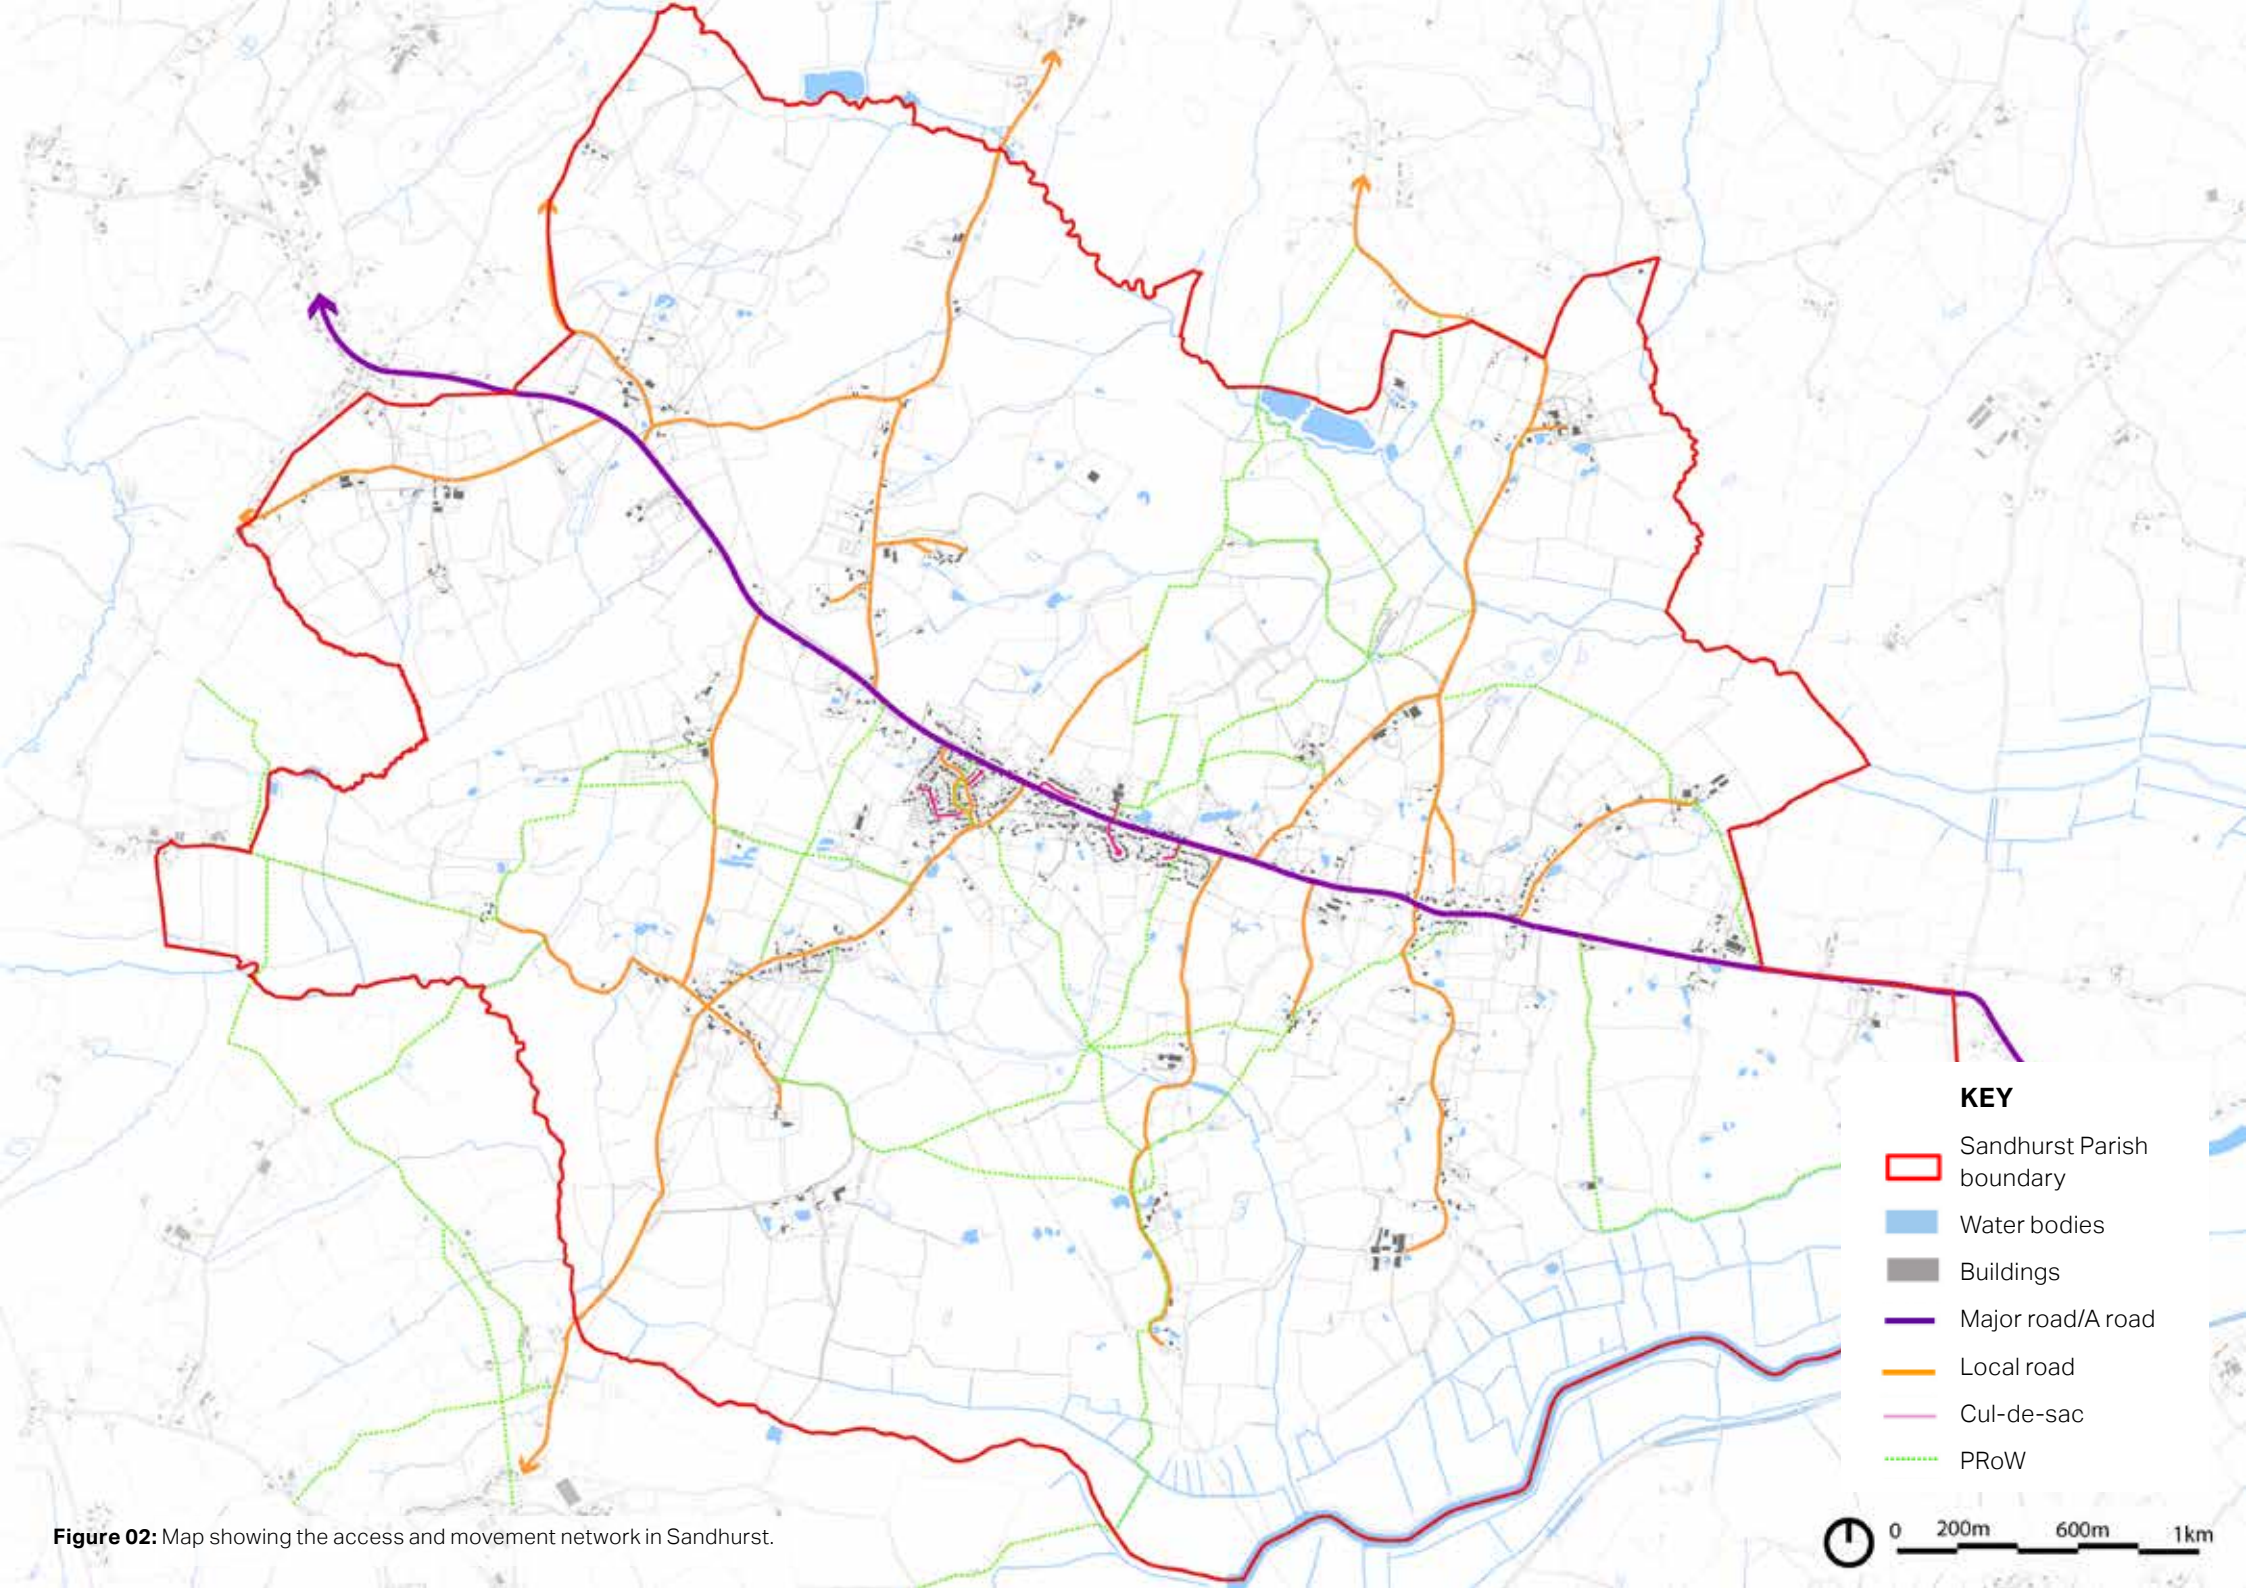 KEY
Sandhurst Parish
boundary
Water bodies
Buildings
Major road/A road
Local road
Cul-de-sac
PRoW
0 200m 600m 1km
Figure 02: Map showing the access and movement network in Sandhurst.